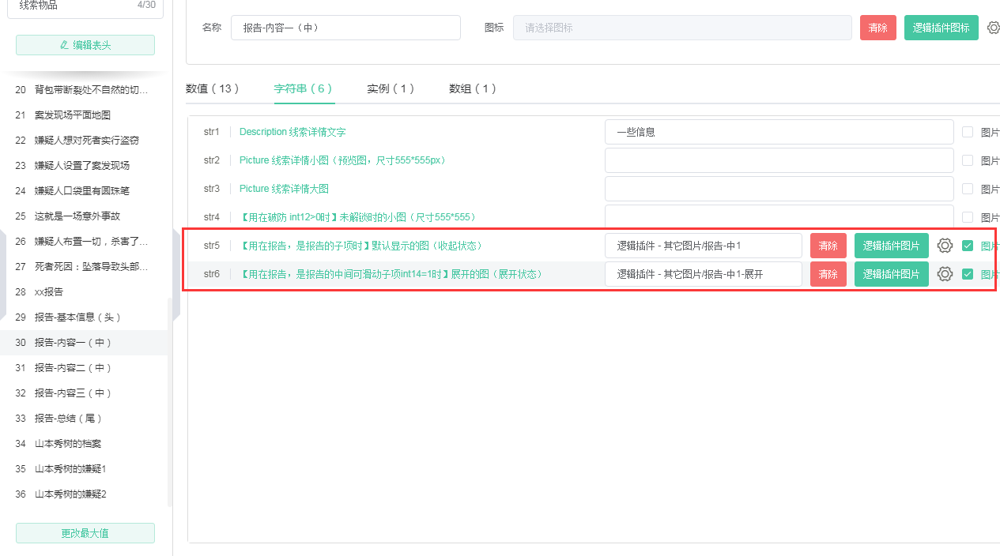 线索物品 4/30
编辑表头
20 背包带断裂处不自然的切...
21 案发现场平面地图
22 嫌疑人想对死者实行盗窃
23 嫌疑人设置了案发现场
24 嫌疑人口袋里有圆珠笔
25 这就是一场意外事故
26 嫌疑人布置一切，杀害了...
27 死者死因：坠落导致头部...
28 xx报告
29 报告-基本信息（头）
30 报告-内容一（中）
31 报告-内容二（中）
32 报告-内容三（中）
33 报告-总结（尾）
34 山本秀树的档案
35 山本秀树的嫌疑1
36 山本秀树的嫌疑2
更改最大值
名称 报告-内容一（中） 图标 请选择图标 清除 逻辑插件图标
数值（13） 字符串（6） 实例（1） 数组（1）
str1 Description 线索详情文字 一些信息 图片
str2 Picture 线索详情小图（预览图，尺寸555*555px） 图片
str3 Picture 线索详情大图 图片
str4 【用在破防 int12>0时】未解锁时的小图（尺寸555*555） 图片
str5 【用在报告，是报告的子项时】默认显示的图（收起状态） 逻辑插件 - 其它图片/报告-中1 清除 逻辑插件图片 图片
str6 【用在报告，是报告的中间可滑动子项int14=1时】展开的图（展开状态） 逻辑插件 - 其它图片/报告-中1-展开 清除 逻辑插件图片 图片